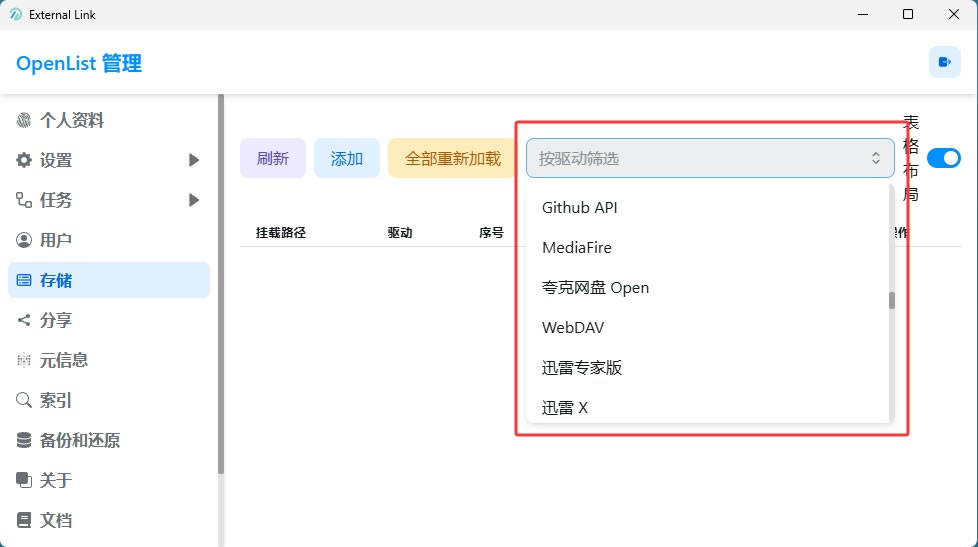 External Link
OpenList 管理
个人资料
设置
任务
用户
存储
分享
元信息
索引
备份和还原
关于
文档
刷新
添加
全部重新加载
按驱动筛选
表格布局
挂载路径
驱动
序号
操作
Github API
MediaFire
夸克网盘 Open
WebDAV
迅雷专家版
迅雷 X